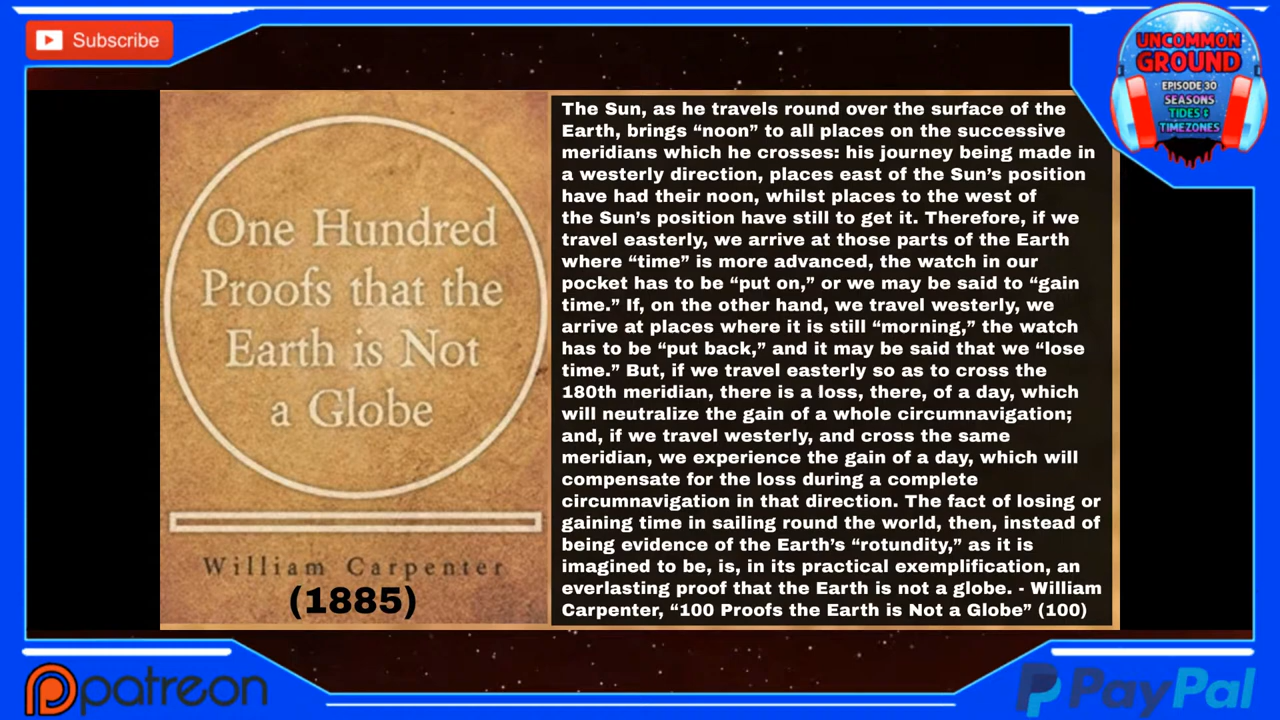 Subscribe
UNCOMMON
GROUND
EPISODE 30
SEASONS
TIDES &
TIMEZONES
One Hundred
Proofs that the
Earth is Not
a Globe
William Carpenter
(1885)
The Sun, as he travels round over the surface of the
Earth, brings “noon” to all places on the successive
meridians which he crosses: his journey being made in
a westerly direction, places east of the Sun’s position
have had their noon, whilst places to the west of
the Sun’s position have still to get it. Therefore, if we
travel easterly, we arrive at those parts of the Earth
where “time” is more advanced, the watch in our
pocket has to be “put on,” or we may be said to “gain
time.” If, on the other hand, we travel westerly, we
arrive at places where it is still “morning,” the watch
has to be “put back,” and it may be said that we “lose
time.” But, if we travel easterly so as to cross the
180th meridian, there is a loss, there, of a day, which
will neutralize the gain of a whole circumnavigation;
and, if we travel westerly, and cross the same
meridian, we experience the gain of a day, which will
compensate for the loss during a complete
circumnavigation in that direction. The fact of losing or
gaining time in sailing round the world, then, instead of
being evidence of the Earth’s “rotundity,” as it is
imagined to be, is, in its practical exemplification, an
everlasting proof that the Earth is not a globe. - William
Carpenter, “100 Proofs the Earth is Not a Globe” (100)
patreon
PayPal